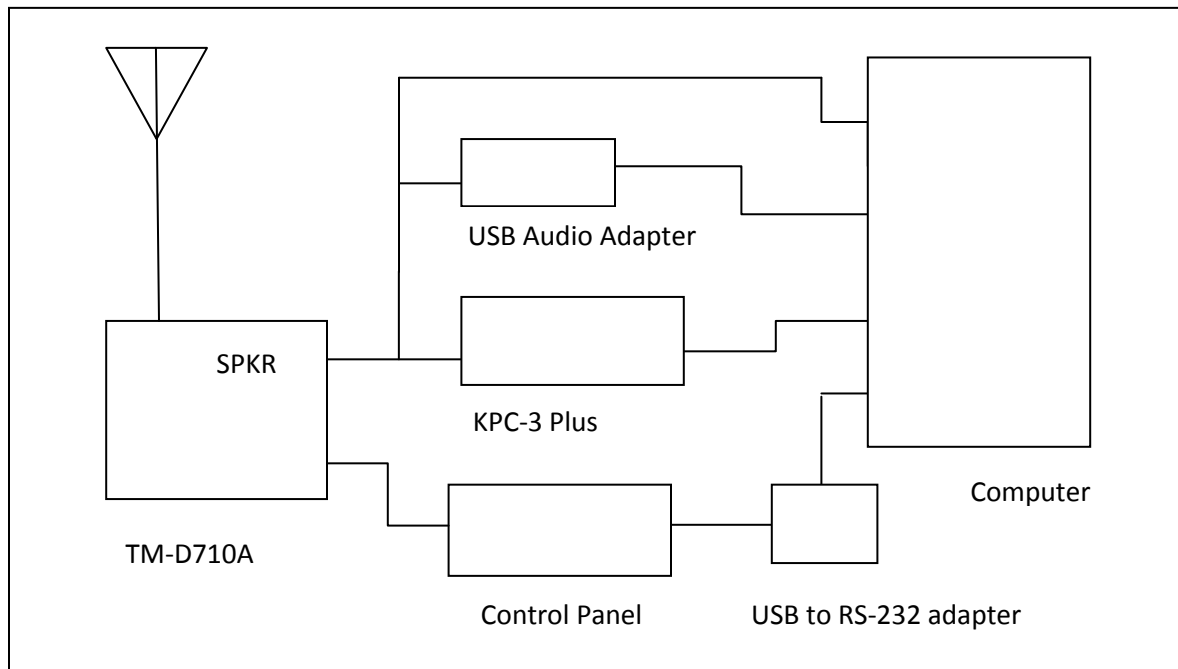 USB Audio Adapter
SPKR
KPC-3 Plus
Computer
TM-D710A
Control Panel
USB to RS-232 adapter